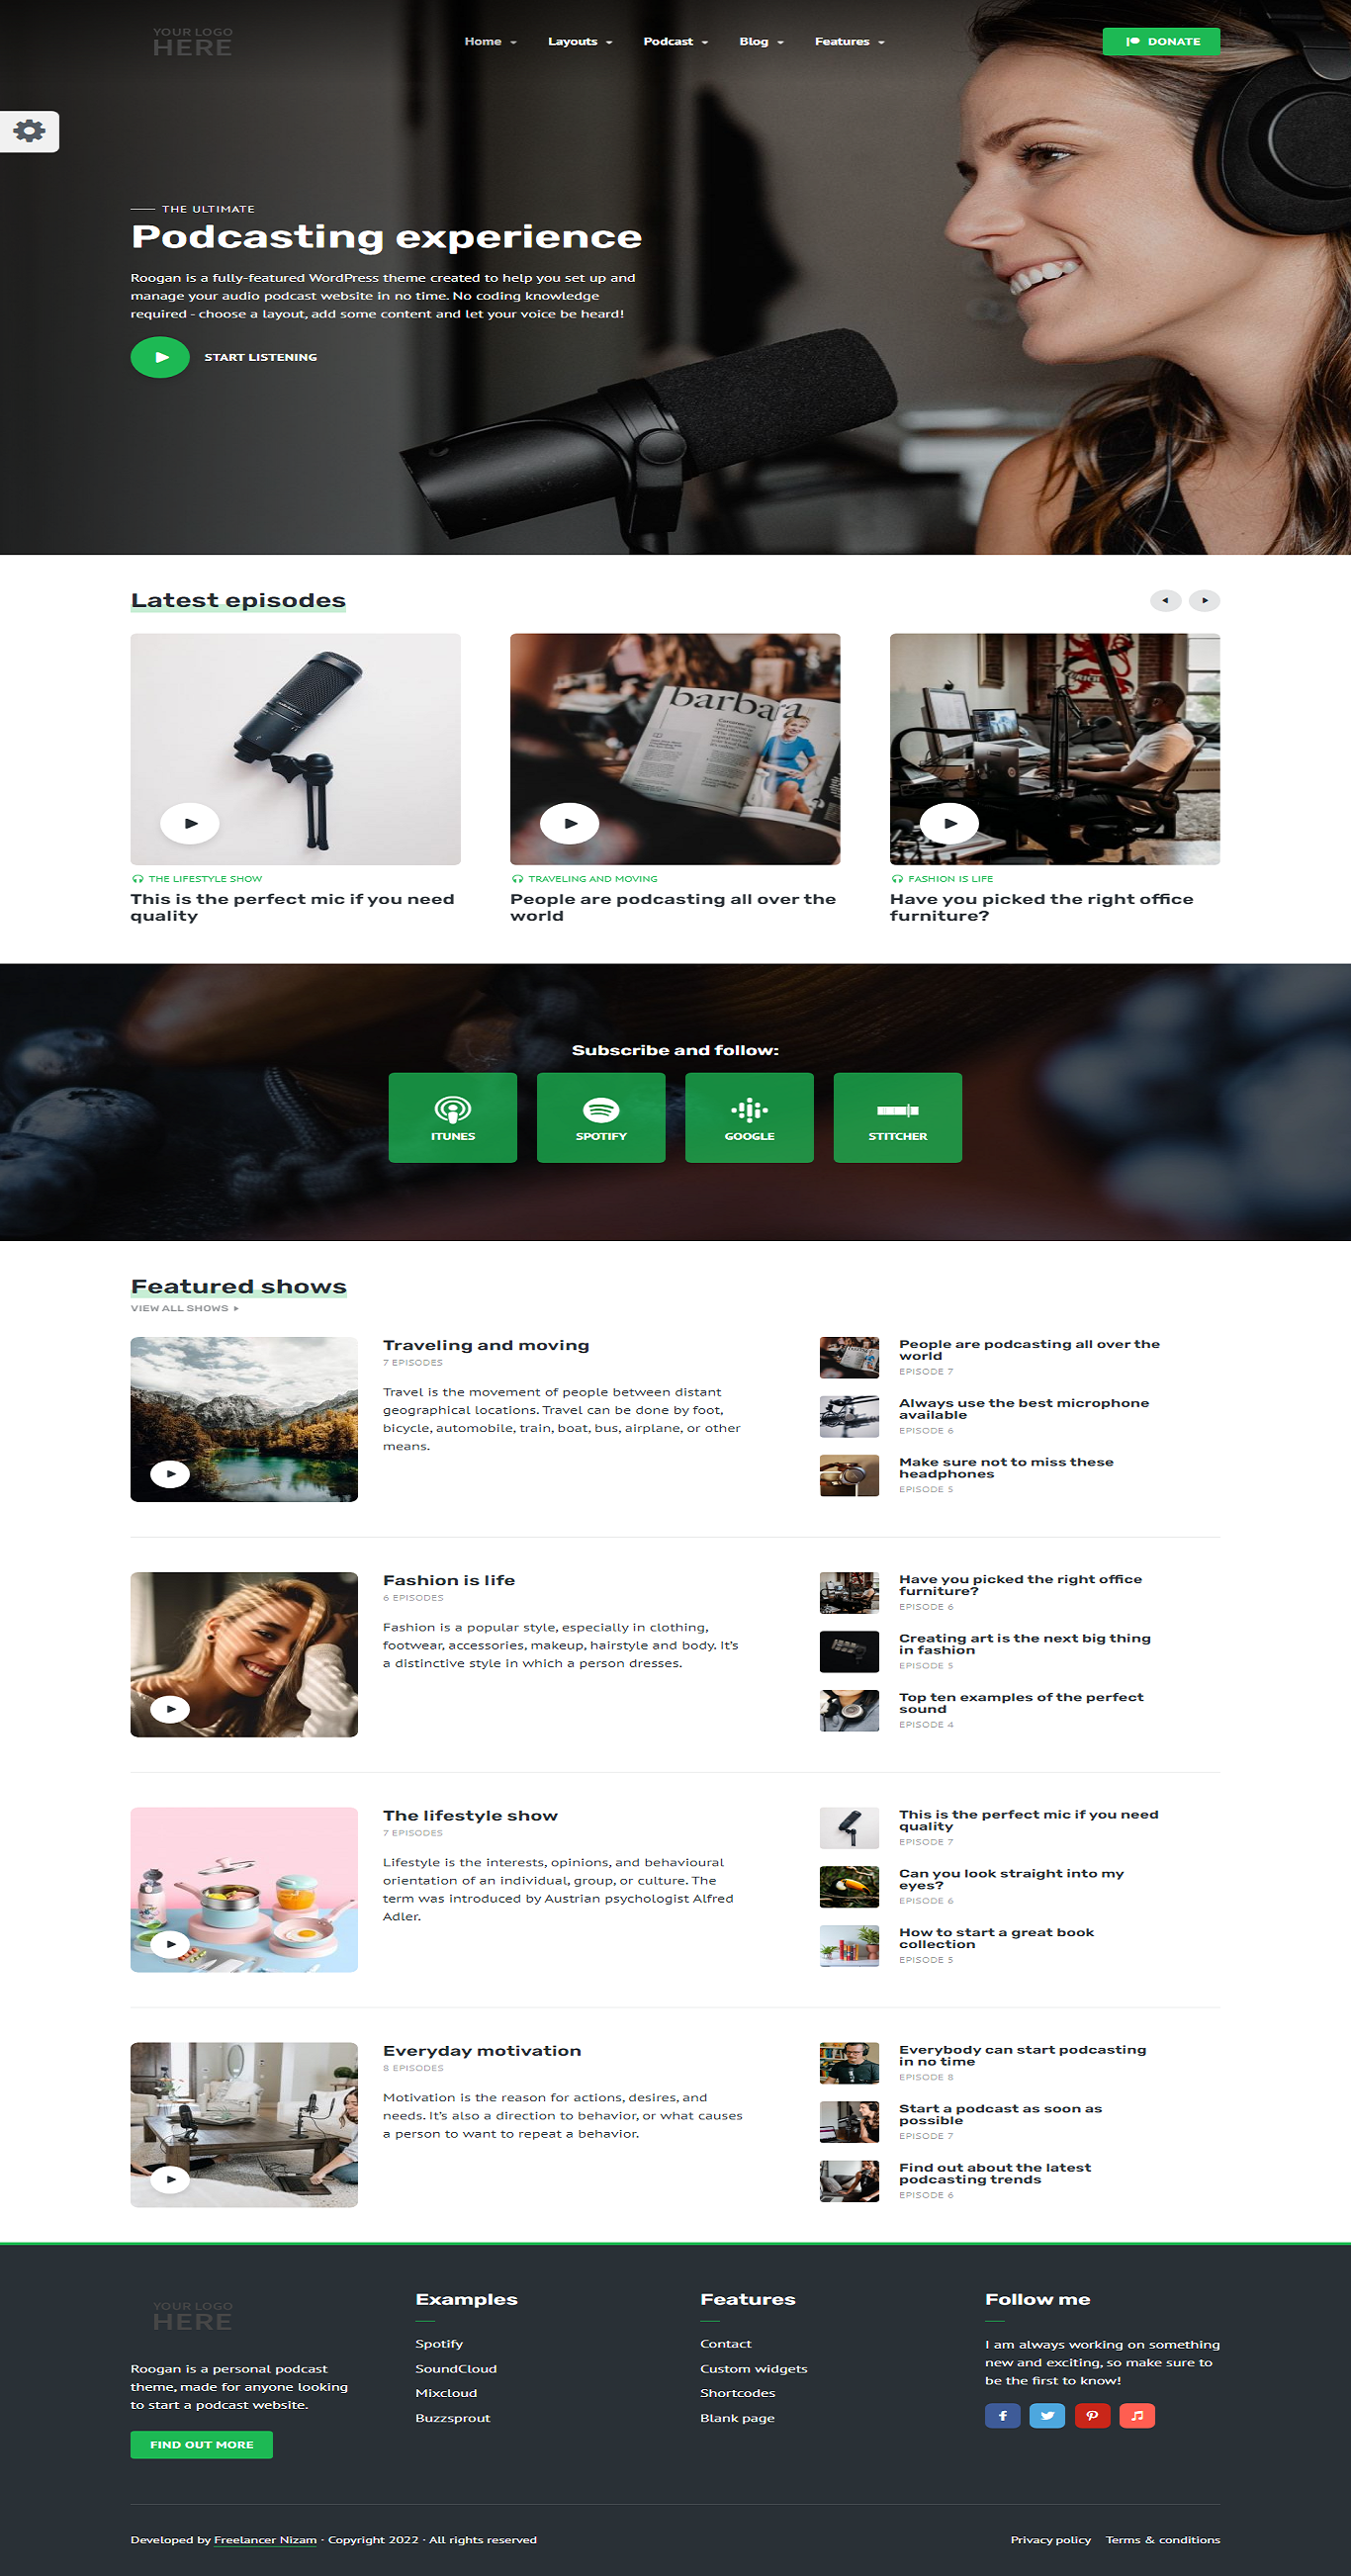 YOUR LOGO
HERE
Home
Layouts
Podcast
Blog
Features
DONATE
THE ULTIMATE
Podcasting experience
Roogan is a fully-featured WordPress theme created to help you set up and
manage your audio podcast website in no time. No coding knowledge
required - choose a layout, add some content and let your voice be heard!
START LISTENING
Latest episodes
barbara
THE LIFESTYLE SHOW
This is the perfect mic if you need
quality
TRAVELING AND MOVING
People are podcasting all over the
world
FASHION IS LIFE
Have you picked the right office
furniture?
Subscribe and follow:
ITUNES
SPOTIFY
GOOGLE
STITCHER
Featured shows
VIEW ALL SHOWS
Traveling and moving
7 EPISODES
Travel is the movement of people between distant
geographical locations. Travel can be done by foot,
bicycle, automobile, train, boat, bus, airplane, or other
means.
People are podcasting all over the
world
EPISODE 7
Always use the best microphone
available
EPISODE 6
Make sure not to miss these
headphones
EPISODE 5
Fashion is life
6 EPISODES
Fashion is a popular style, especially in clothing,
footwear, accessories, makeup, hairstyle and body. It's
a distinctive style in which a person dresses.
Have you picked the right office
furniture?
EPISODE 6
Creating art is the next big thing
in fashion
EPISODE 5
Top ten examples of the perfect
sound
EPISODE 4
The lifestyle show
7 EPISODES
Lifestyle is the interests, opinions, and behavioural
orientation of an individual, group, or culture. The
term was introduced by Austrian psychologist Alfred
Adler.
This is the perfect mic if you need
quality
EPISODE 7
Can you look straight into my
eyes?
EPISODE 6
How to start a great book
collection
EPISODE 5
Everyday motivation
8 EPISODES
Motivation is the reason for actions, desires, and
needs. It's also a direction to behavior, or what causes
a person to want to repeat a behavior.
Everybody can start podcasting
in no time
EPISODE 8
Start a podcast as soon as
possible
EPISODE 7
Find out about the latest
podcasting trends
EPISODE 6
YOUR LOGO
HERE
Roogan is a personal podcast
theme, made for anyone looking
to start a podcast website.
FIND OUT MORE
Examples
Spotify
SoundCloud
Mixcloud
Buzzsprout
Features
Contact
Custom widgets
Shortcodes
Blank page
Follow me
I am always working on something
new and exciting, so make sure to
be the first to know!
Developed by Freelancer Nizam · Copyright 2022 · All rights reserved
Privacy policy
Terms & conditions